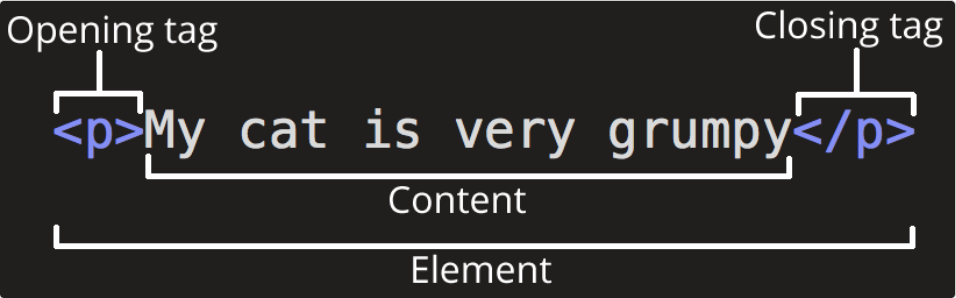 Opening tag
Closing tag
<p>My cat is very grumpy</p>
Content
Element